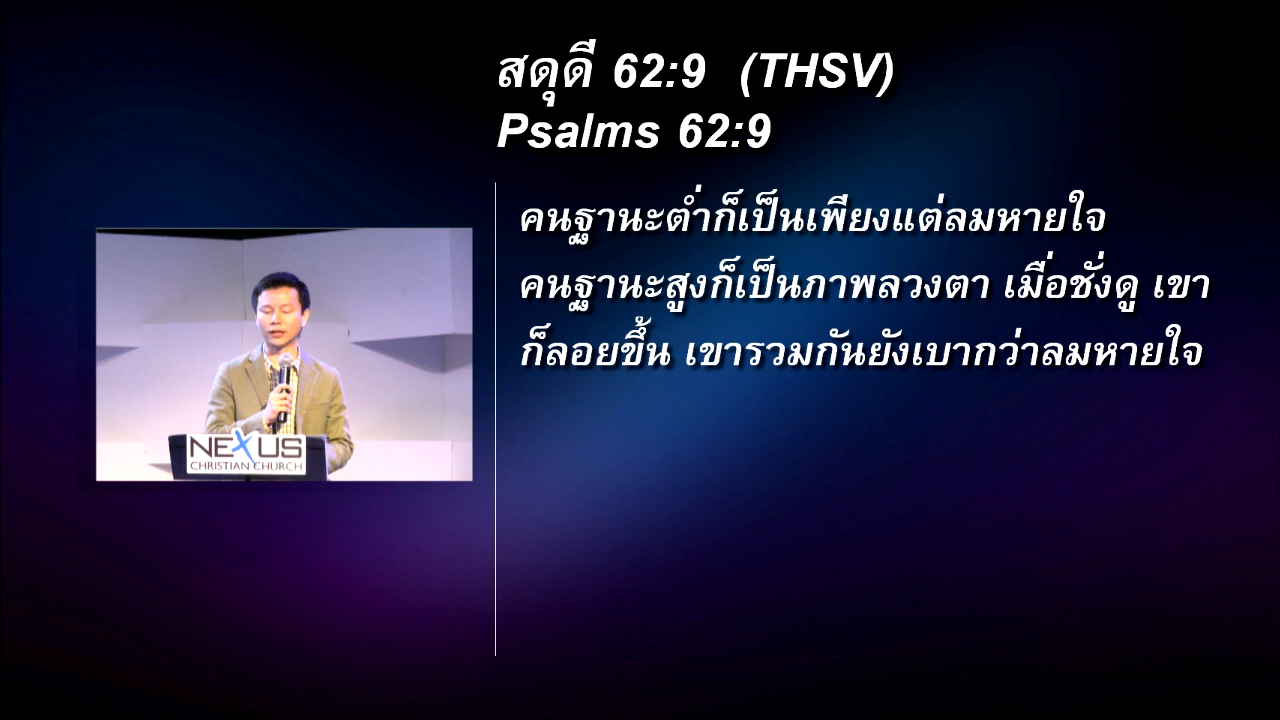 สดุดี 62:9 (THSV)
Psalms 62:9
คนฐานะต่ำก็เป็นเพียงแต่ลมหายใจ
คนฐานะสูงก็เป็นภาพลวงตา เมื่อชั่งดู เขา
ก็ลอยขึ้น เขารวมกันยังเบากว่าลมหายใจ
NEXUS
CHRISTIAN CHURCH